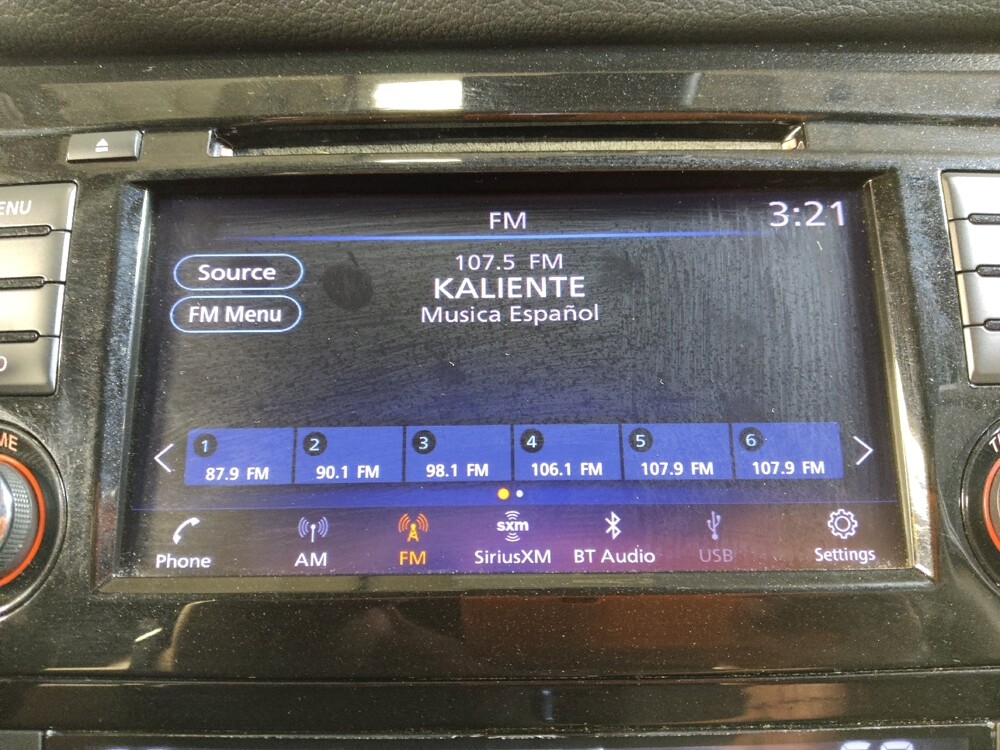 FM
3:21
Source
107.5 FM
KALIENTE
FM Menu
Musica Español
1
87.9 FM
2
90.1 FM
3
98.1 FM
4
106.1 FM
5
107.9 FM
6
107.9 FM
Phone
AM
FM
sxm
SiriusXM
BT Audio
USB
Settings